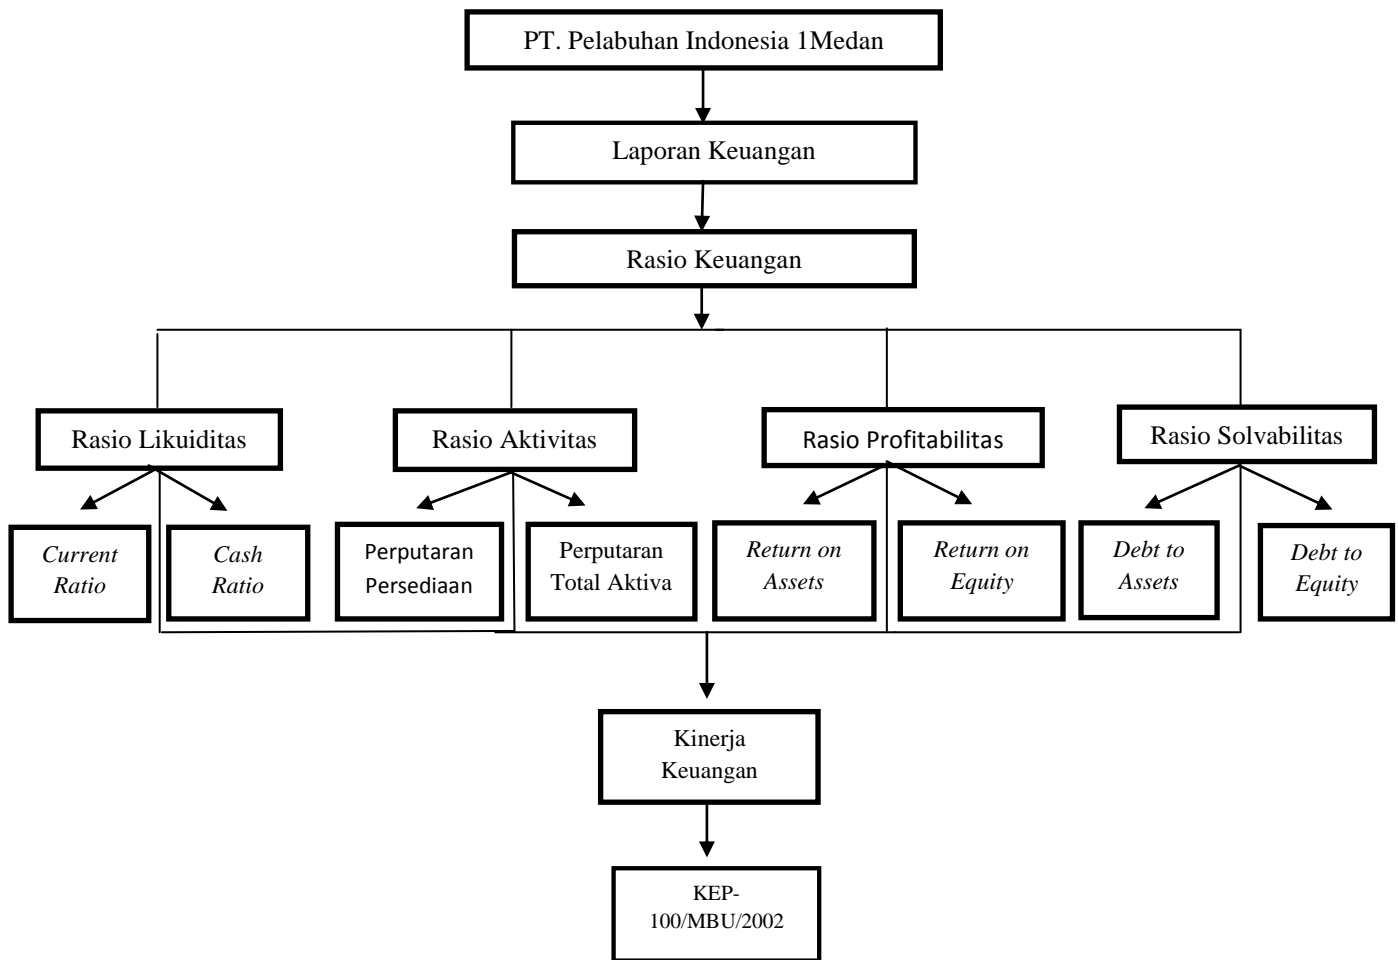 PT. Pelabuhan Indonesia 1Medan
Laporan Keuangan
Rasio Keuangan
Rasio Likuiditas
Rasio Aktivitas
Rasio Profitabilitas
Rasio Solvabilitas
Current
Ratio
Cash
Ratio
Perputaran
Persediaan
Perputaran
Total Aktiva
Return on
Assets
Return on
Equity
Debt to
Assets
Debt to
Equity
Kinerja
Keuangan
KEP-
100/MBU/2002